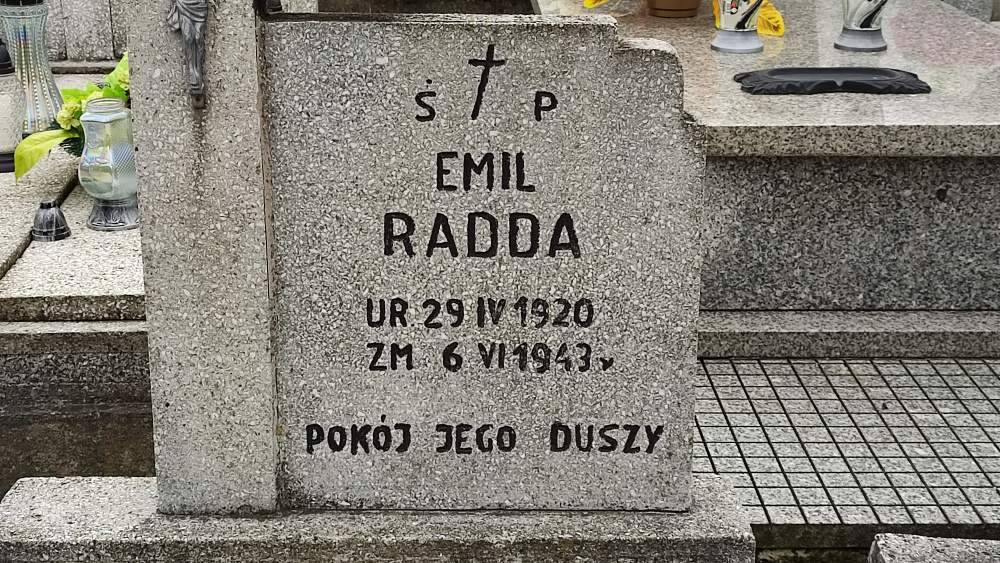 Ś P
EMIL
RADDA
UR. 29 IV 1920
ZM 6 VI 1943 r
POKÓJ JEGO DUSZY